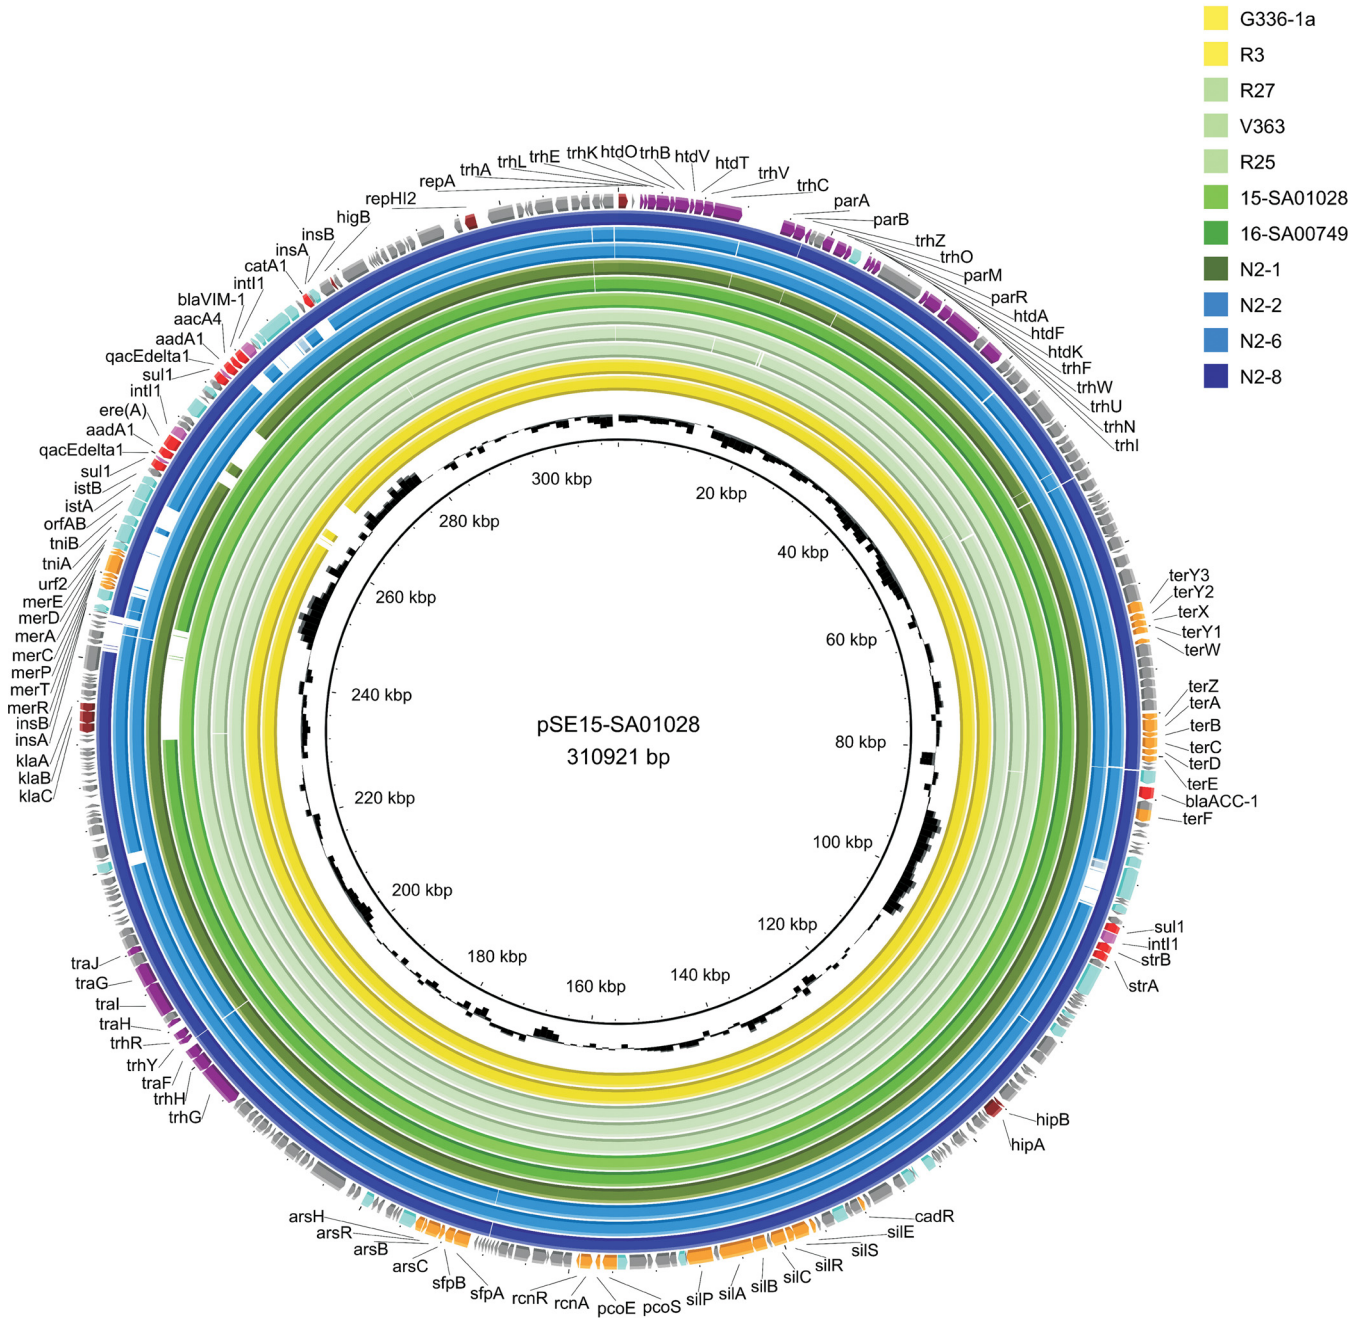 G336-1a
R3
R27
V363
R25
15-SA01028
16-SA00749
N2-1
N2-2
N2-6
N2-8
repHI2
repA
trhA
trhL
trhE
trhK
htdO
trhB
htdV
htdT
trhV
trhC
parA
parB
trhZ
trhO
parM
parR
htdA
htdF
htdK
trhF
trhW
trhU
trhN
trhI
terY3
terY2
terX
terY1
terW
terZ
terA
terB
terC
terD
terE
blaACC-1
terF
sul1
intI1
strB
strA
hipB
hipA
cadR
silE
silS
silR
silC
silB
silA
silP
pcoS
pcoE
rcnA
rcnR
sfpA
sfpB
arsC
arsB
arsR
arsH
trhG
trhH
traF
trhY
trhR
traH
traI
traG
traJ
klaC
klaB
klaA
insA
insB
merR
merT
merP
merC
merA
merD
merE
urf2
tniA
tniB
orfAB
istA
istB
sul1
qacEdelta1
aadA1
ere(A)
intI1
sul1
qacEdelta1
aadA1
aacA4
blaVIM-1
intI1
catA1
insA
insB
higB
20 kbp
40 kbp
60 kbp
80 kbp
100 kbp
120 kbp
140 kbp
160 kbp
180 kbp
200 kbp
220 kbp
240 kbp
260 kbp
280 kbp
300 kbp
pSE15-SA01028
310921 bp